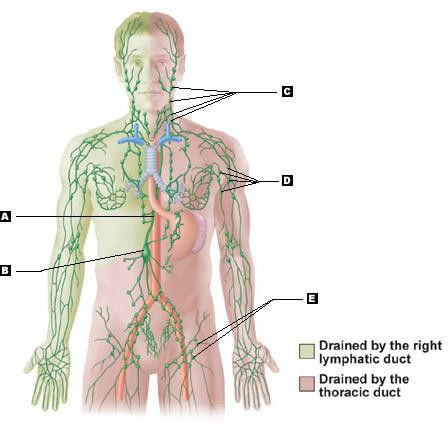 C
D
A
B
E
Drained by the right
lymphatic duct
Drained by the
thoracic duct